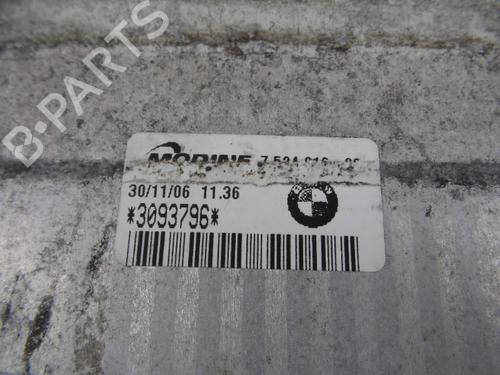 B-PARTS
MODINE
30/11/06 11.36
*3093796*